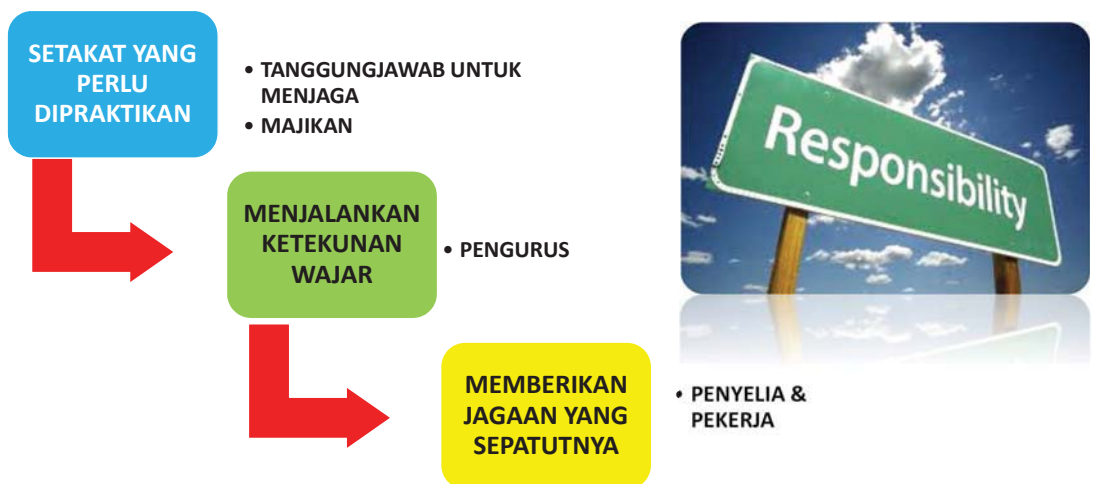 SETAKAT YANG
PERLU
DIPRAKTIKAN
• TANGGUNGJAWAB UNTUK
MENJAGA
• MAJIKAN
Responsibility
MENJALANKAN
KETEKUNAN
WAJAR
• PENGURUS
MEMBERIKAN
JAGAAN YANG
SEPATUTNYA
• PENYELIA &
PEKERJA